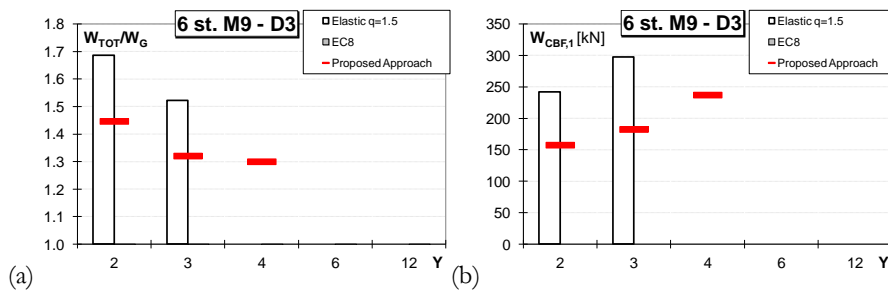 6 st. M9 - D3
W_TOT/W_G
Elastic q=1.5
EC8
Proposed Approach
1.8
1.7
1.6
1.5
1.4
1.3
1.2
1.1
1.0
2 3 4 6 12 Y
(a)
6 st. M9 - D3
W_CBF,1 [kN]
Elastic q=1.5
EC8
Proposed Approach
350
300
250
200
150
100
50
0
2 3 4 6 12 Y
(b)